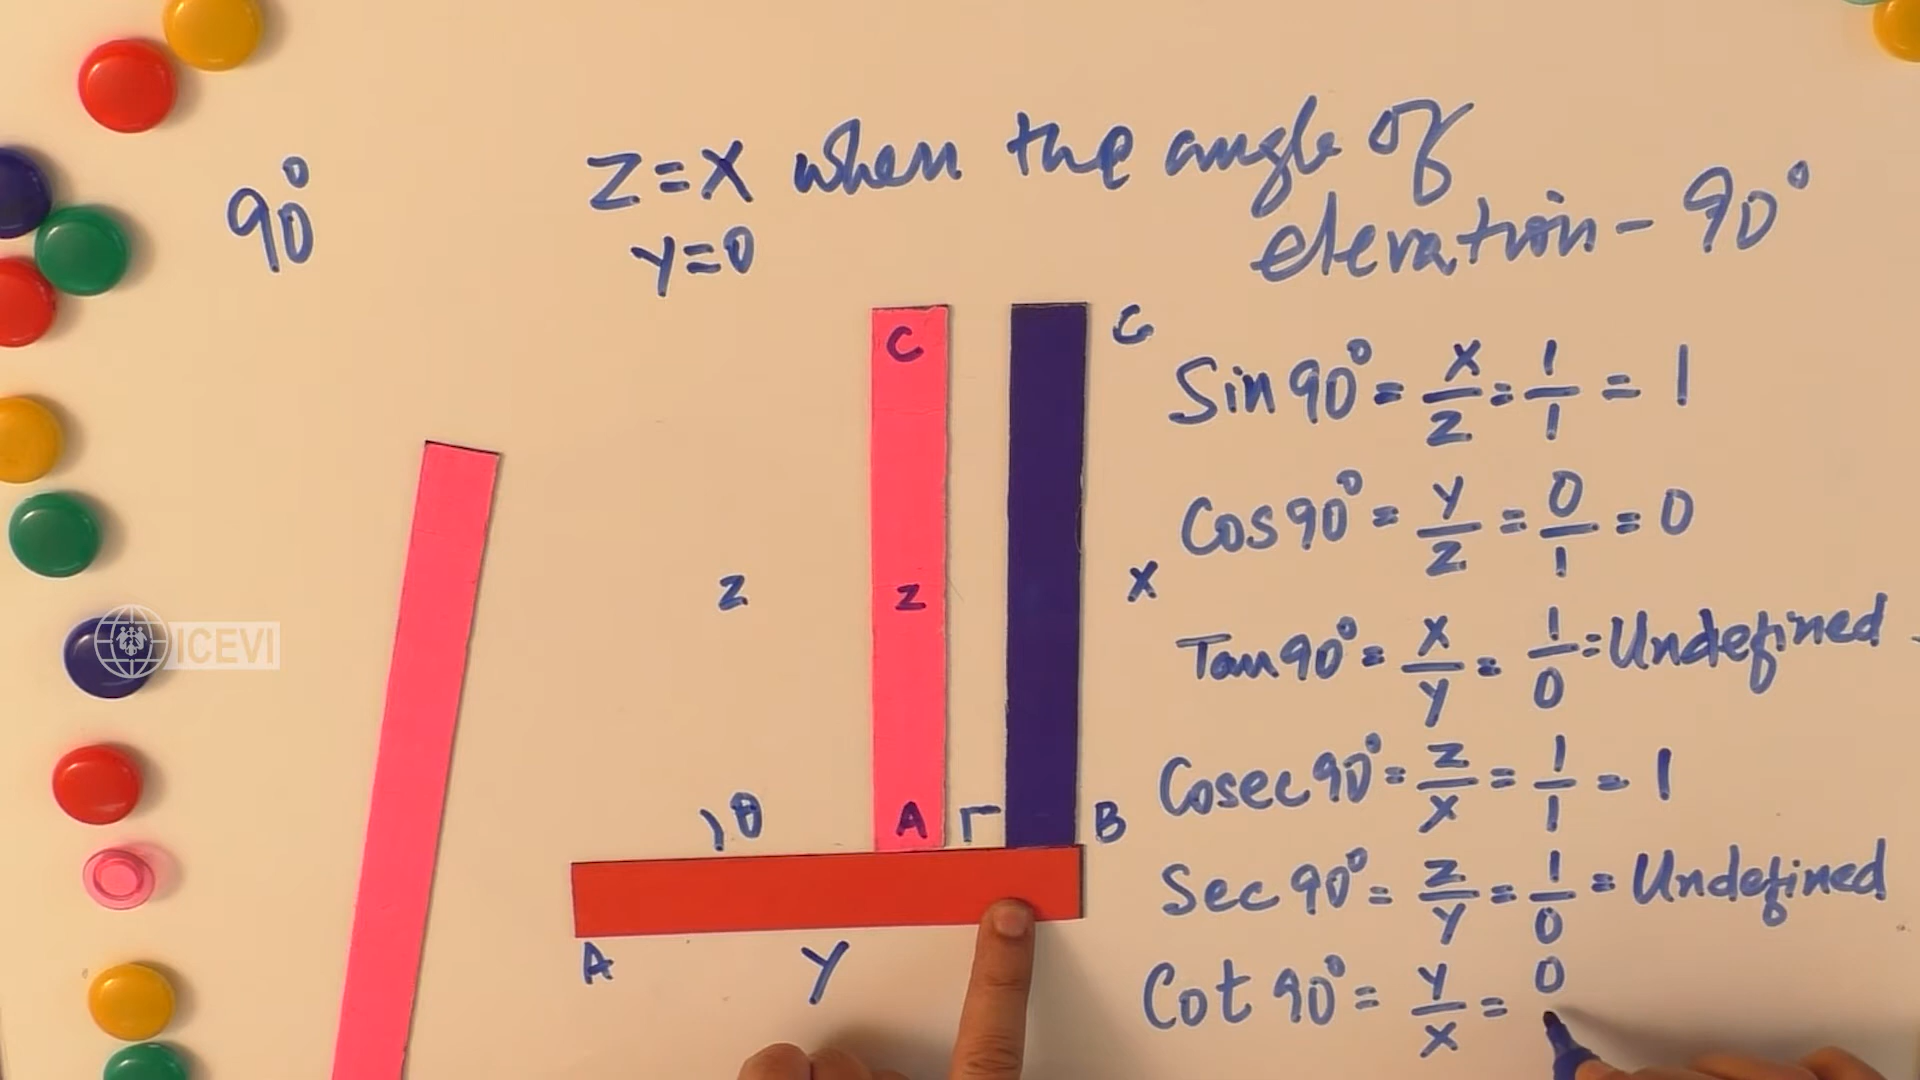 90°
Z=X when the angle of
elevation - 90°
Y=0
C
C
Sin 90° = X/Z = 1/1 = 1
Cos 90° = Y/Z = 0/1 = 0
Z
Z
X
Tan 90° = X/Y = 1/0 = Undefined
ICEVI
Cosec 90° = Z/X = 1/1 = 1
θ
A
B
Sec 90° = Z/Y = 1/0 = Undefined
A
Y
Cot 90° = Y/X = 0